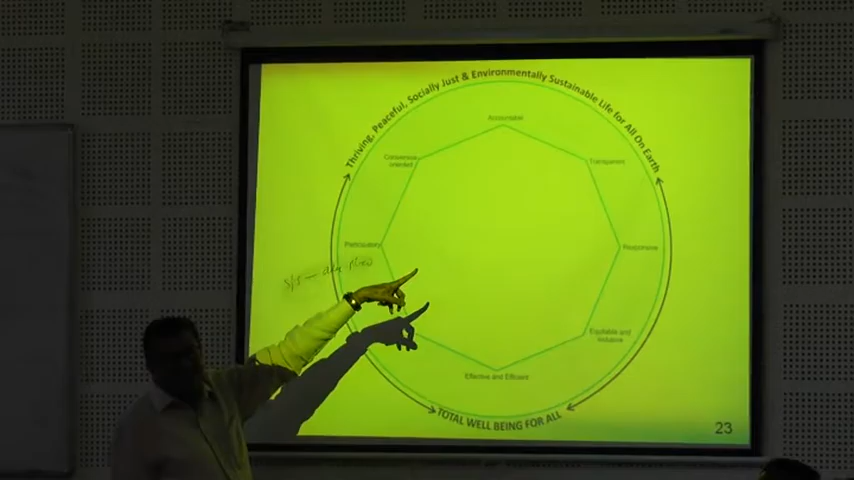 Thriving, Peaceful, Socially Just & Environmentally Sustainable Life for All On Earth
Accountable
Consensus
oriented
Transparent
Participatory
Responsive
Equitable and
Inclusive
Effective and Efficient
TOTAL WELL BEING FOR ALL
23